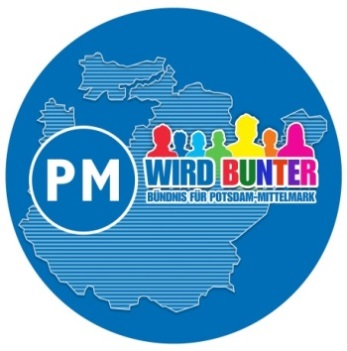 PM
WIRD BUNTER
BÜNDNIS FÜR POTSDAM-MITTELMARK